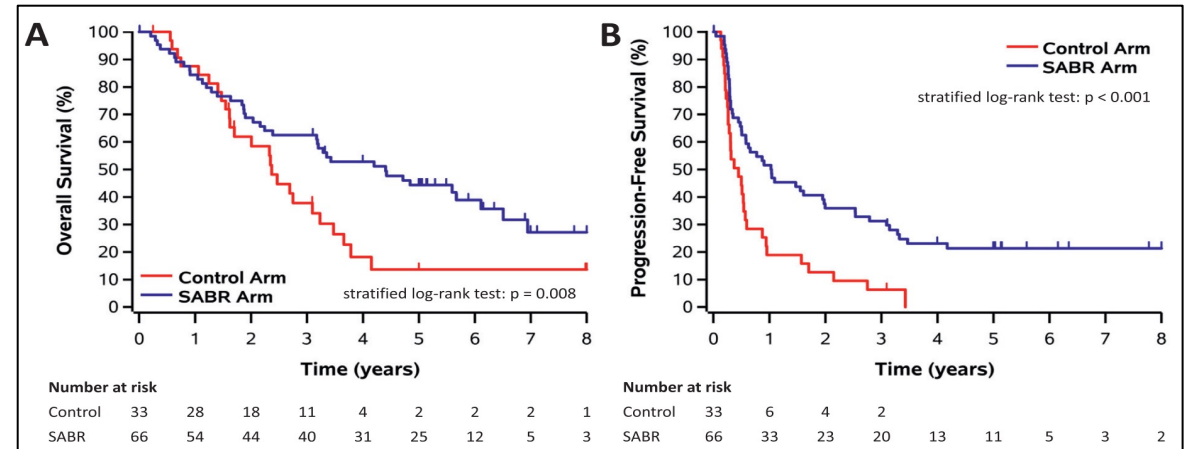 A
Overall Survival (%)
100
90
80
70
60
50
40
30
20
10
0
Control Arm
SABR Arm
stratified log-rank test: p = 0.008
0 1 2 3 4 5 6 7 8
Time (years)
Number at risk
Control 33 28 18 11 4 2 2 2 1
SABR 66 54 44 40 31 25 12 5 3
B
Progression-Free Survival (%)
100
90
80
70
60
50
40
30
20
10
0
Control Arm
SABR Arm
stratified log-rank test: p < 0.001
0 1 2 3 4 5 6 7 8
Time (years)
Number at risk
Control 33 6 4 2
SABR 66 33 23 20 13 11 5 3 2